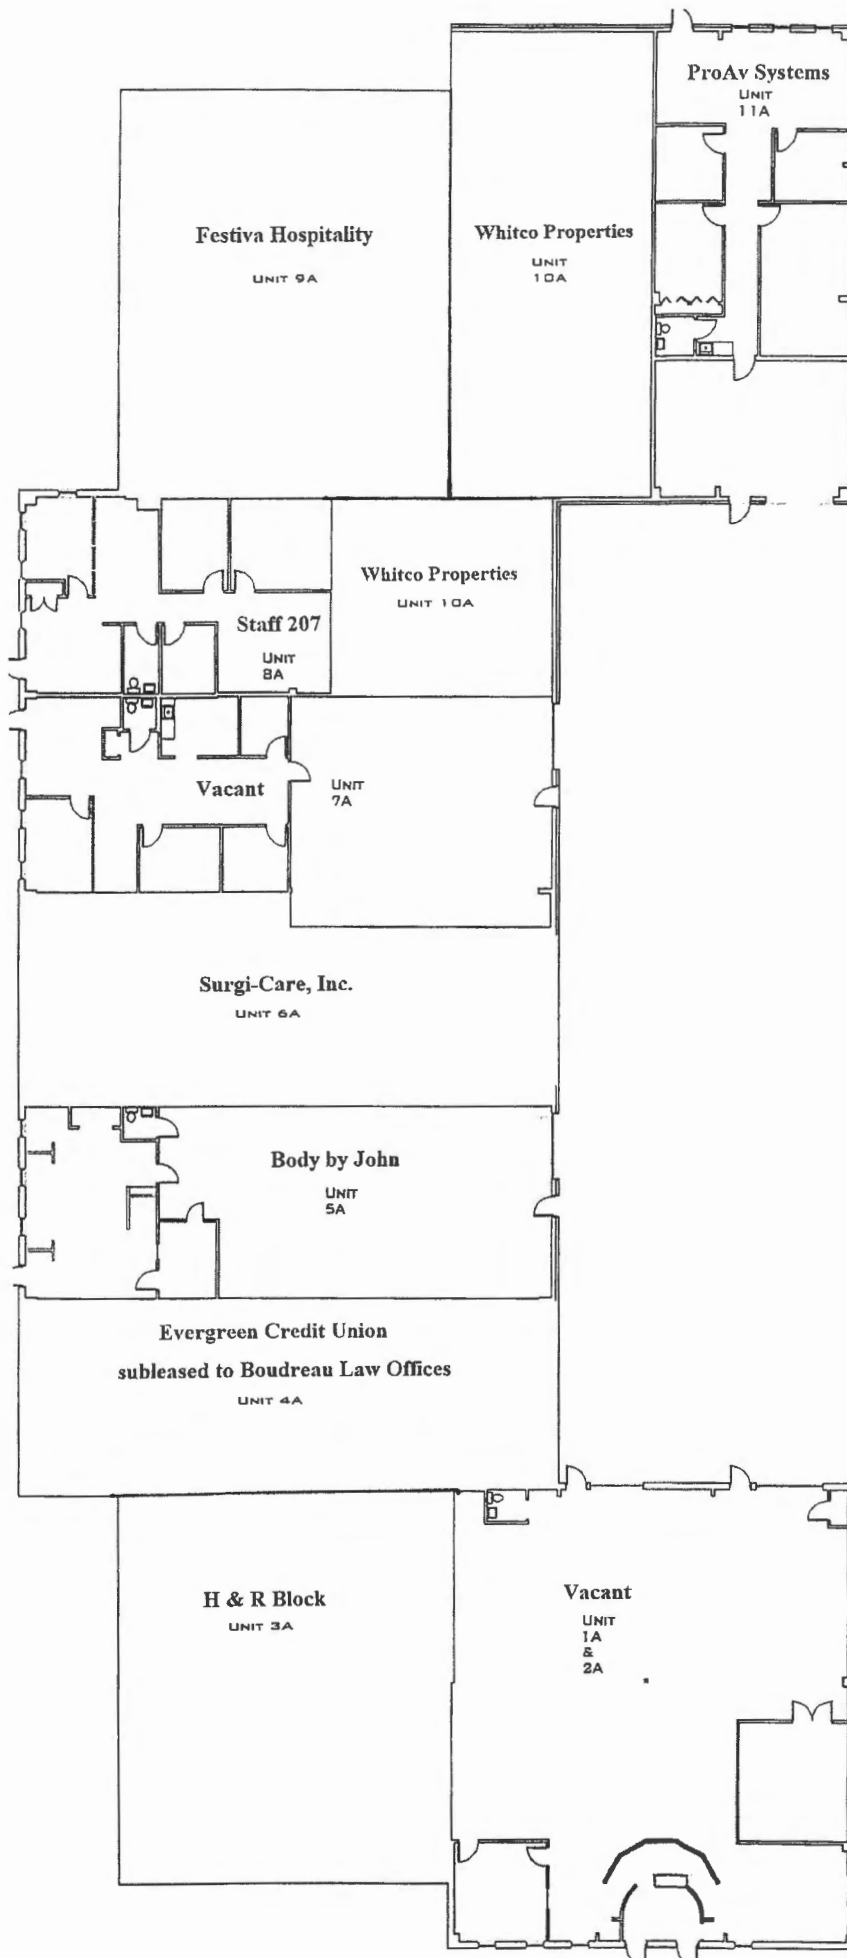 ProAv Systems
UNIT
11A
Festiva Hospitality
UNIT 9A
Whitco Properties
UNIT
10A
Whitco Properties
UNIT 10A
Staff 207
UNIT
8A
Vacant
UNIT
7A
Surgi-Care, Inc.
UNIT 6A
Body by John
UNIT
5A
Evergreen Credit Union
subleased to Boudreau Law Offices
UNIT 4A
H & R Block
UNIT 3A
Vacant
UNIT
1A
&
2A